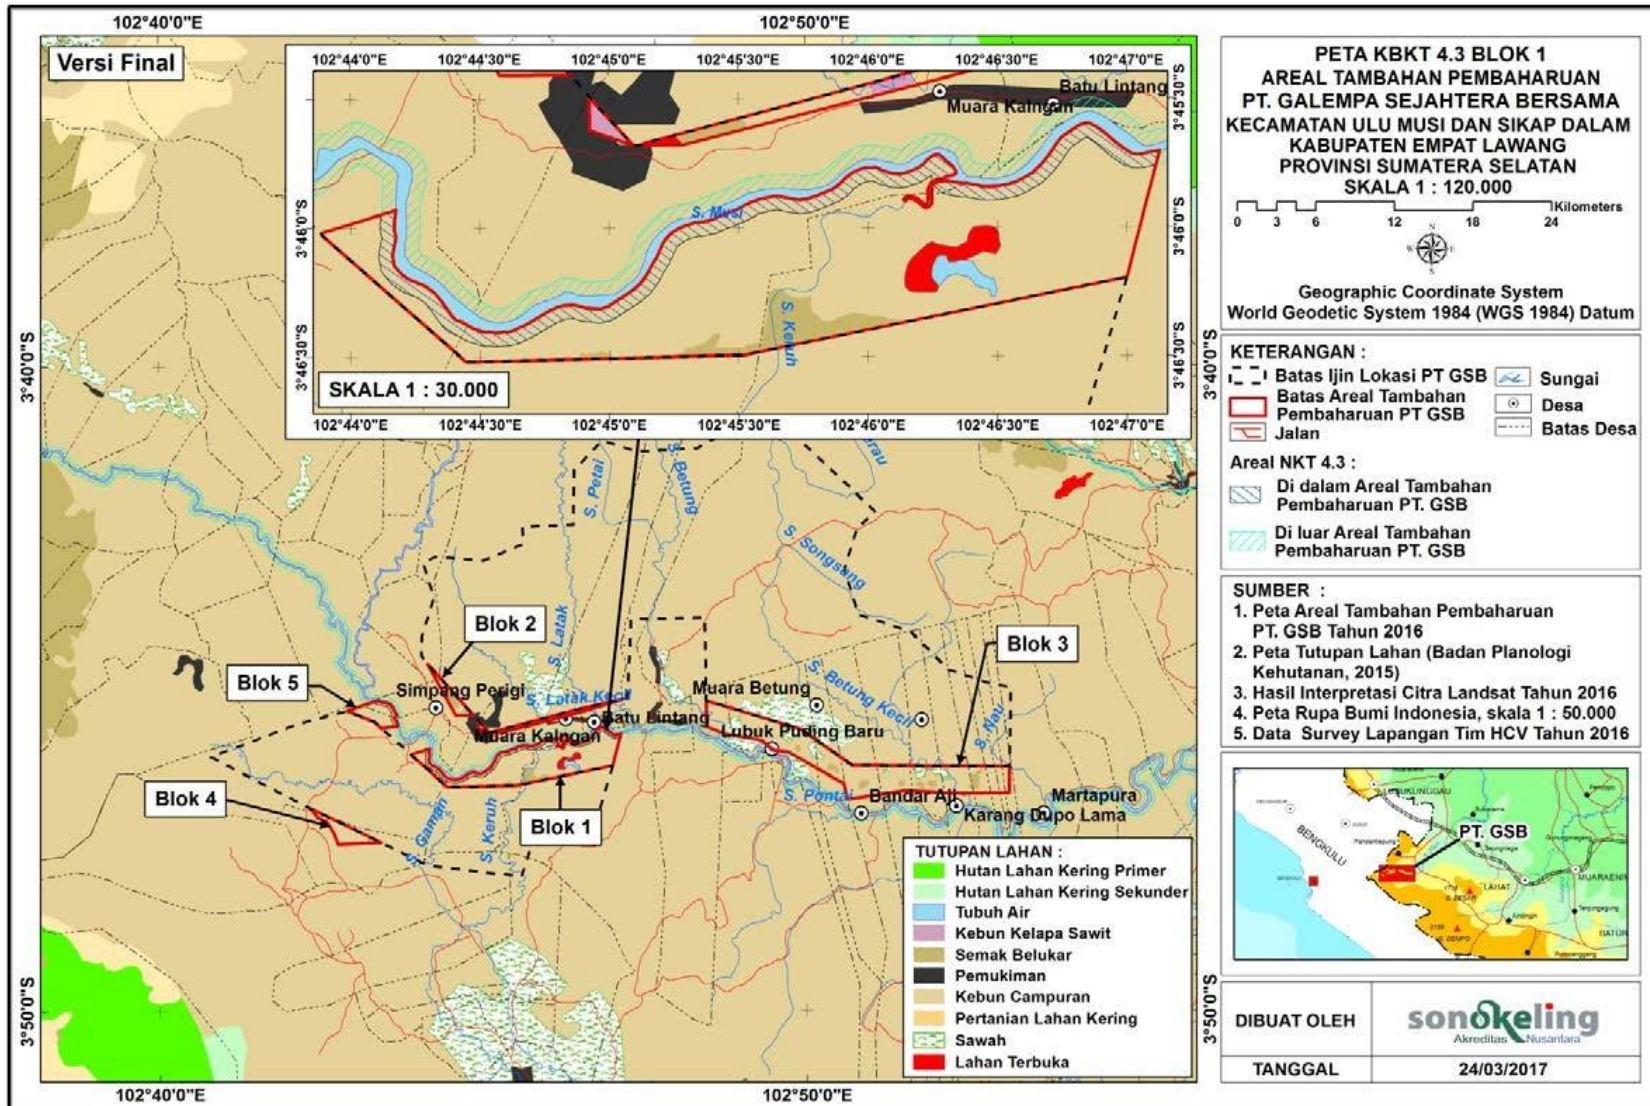 102°40'0"E
102°50'0"E
Versi Final
102°44'0"E
102°44'30"E
102°45'0"E
102°45'30"E
102°46'0"E
102°46'30"E
102°47'0"E
Batu Lintang
Muara Kalngan
S. Musi
S. Keruh
3°46'0"S
3°46'30"S
3°45'30"S
3°46'0"S
3°46'30"S
SKALA 1 : 30.000
102°44'0"E
102°44'30"E
102°45'0"E
102°45'30"E
102°46'0"E
102°46'30"E
102°47'0"E
3°40'0"S
3°40'0"S
S. Petai
S. Betung
S. Songsang
S. Latak
Blok 2
Blok 3
Blok 5
Simpang Perigi
S. Latak Kecil
Muara Betung
S. Betung Kecil
S. Nau
Batu Lintang
Muara Kalngan
Lubuk Puding Baru
Blok 4
S. Gaman
S. Keruh
Blok 1
S. Pontai
Bandar Aji
Martapura
Karang Dupo Lama
TUTUPAN LAHAN :
Hutan Lahan Kering Primer
Hutan Lahan Kering Sekunder
Tubuh Air
Kebun Kelapa Sawit
Semak Belukar
Pemukiman
Kebun Campuran
Pertanian Lahan Kering
Sawah
Lahan Terbuka
3°50'0"S
3°50'0"S
102°40'0"E
102°50'0"E
PETA KBKT 4.3 BLOK 1
AREAL TAMBAHAN PEMBAHARUAN
PT. GALEMPA SEJAHTERA BERSAMA
KECAMATAN ULU MUSI DAN SIKAP DALAM
KABUPATEN EMPAT LAWANG
PROVINSI SUMATERA SELATAN
SKALA 1 : 120.000
0 3 6 12 18 24 Kilometers
N
W E
S
Geographic Coordinate System
World Geodetic System 1984 (WGS 1984) Datum
KETERANGAN :
Batas Ijin Lokasi PT GSB
Sungai
Batas Areal Tambahan
Pembaharuan PT GSB
Desa
Jalan
Batas Desa
Areal NKT 4.3 :
Di dalam Areal Tambahan
Pembaharuan PT. GSB
Di luar Areal Tambahan
Pembaharuan PT. GSB
SUMBER :
1. Peta Areal Tambahan Pembaharuan
PT. GSB Tahun 2016
2. Peta Tutupan Lahan (Badan Planologi
Kehutanan, 2015)
3. Hasil Interpretasi Citra Landsat Tahun 2016
4. Peta Rupa Bumi Indonesia, skala 1 : 50.000
5. Data Survey Lapangan Tim HCV Tahun 2016
BENGKULU
PT. GSB
LAHAT
DIBUAT OLEH
sonokeling
Akreditas Nusantara
TANGGAL
24/03/2017